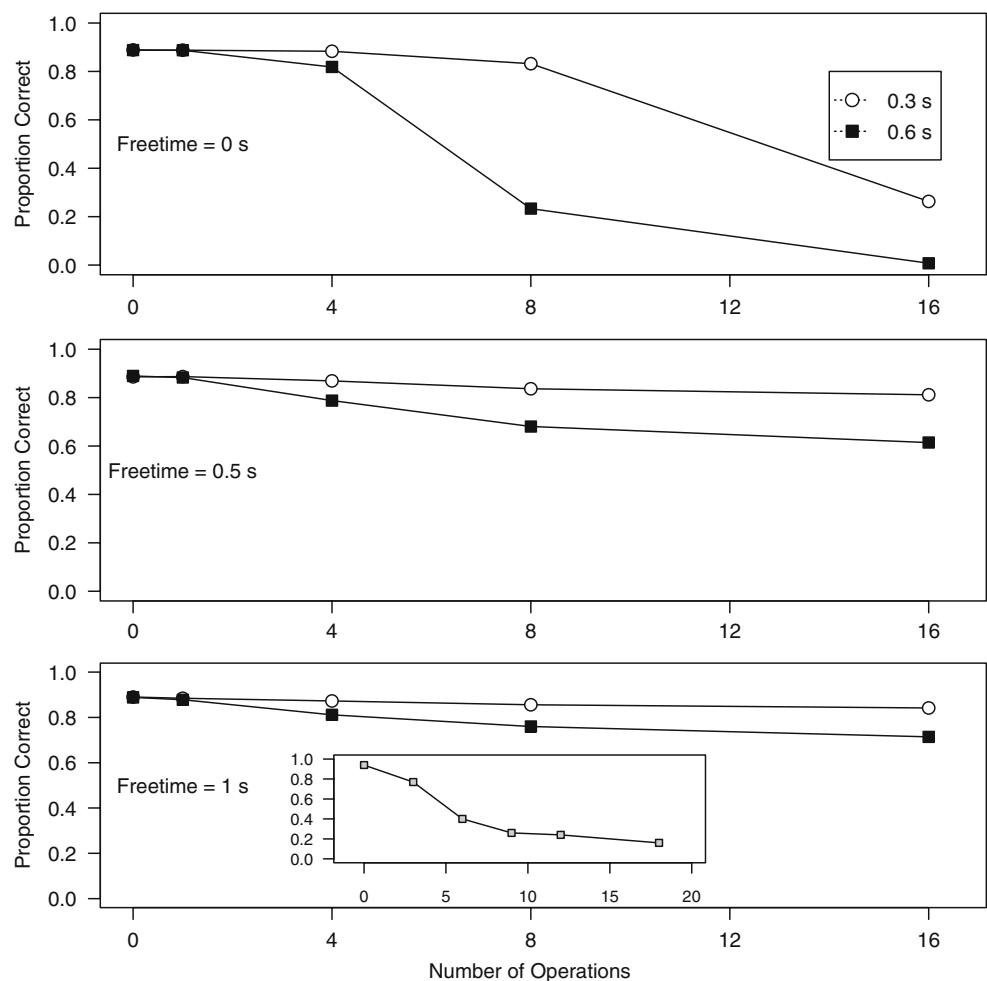 1.0
0.8
0.6
0.4
0.2
0.0
Proportion Correct
Freetime = 0 s
0.3 s
0.6 s
0 4 8 12 16
1.0
0.8
0.6
0.4
0.2
0.0
Proportion Correct
Freetime = 0.5 s
0 4 8 12 16
1.0
0.8
0.6
0.4
0.2
0.0
Proportion Correct
Freetime = 1 s
1.0
0.8
0.6
0.4
0.2
0.0
0 5 10 15 20
0 4 8 12 16
Number of Operations